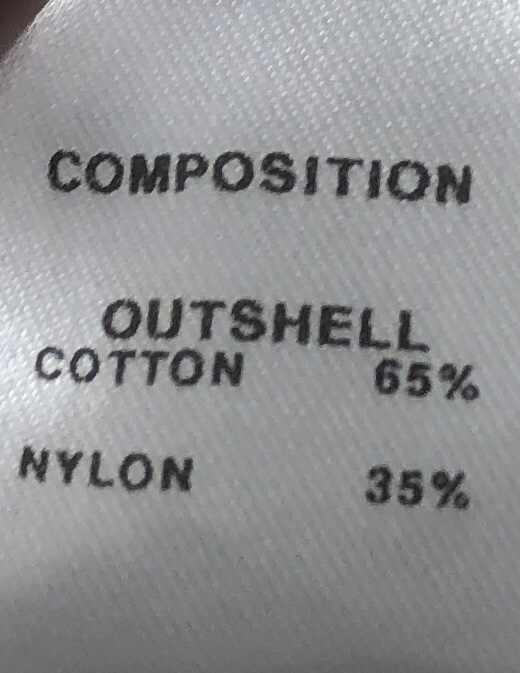 COMPOSITION
OUTSHELL
COTTON 65%
NYLON 35%